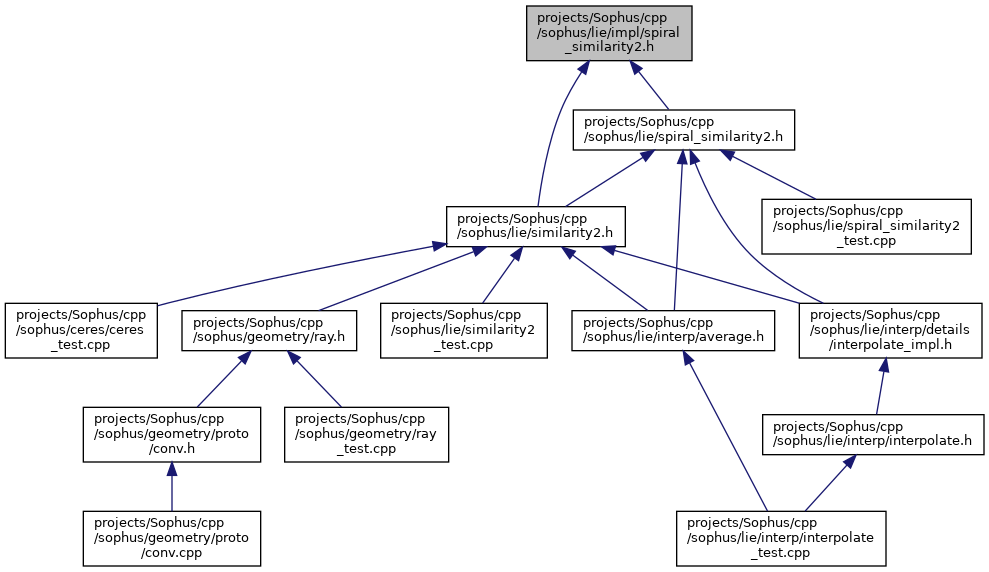 projects/Sophus/cpp
/sophus/lie/impl/spiral
_similarity2.h
projects/Sophus/cpp
/sophus/lie/spiral_similarity2.h
projects/Sophus/cpp
/sophus/lie/similarity2.h
projects/Sophus/cpp
/sophus/lie/spiral_similarity2
_test.cpp
projects/Sophus/cpp
/sophus/ceres/ceres
_test.cpp
projects/Sophus/cpp
/sophus/geometry/ray.h
projects/Sophus/cpp
/sophus/lie/similarity2
_test.cpp
projects/Sophus/cpp
/sophus/lie/interp/average.h
projects/Sophus/cpp
/sophus/lie/interp/details
/interpolate_impl.h
projects/Sophus/cpp
/sophus/geometry/proto
/conv.h
projects/Sophus/cpp
/sophus/geometry/ray
_test.cpp
projects/Sophus/cpp
/sophus/lie/interp/interpolate.h
projects/Sophus/cpp
/sophus/geometry/proto
/conv.cpp
projects/Sophus/cpp
/sophus/lie/interp/interpolate
_test.cpp